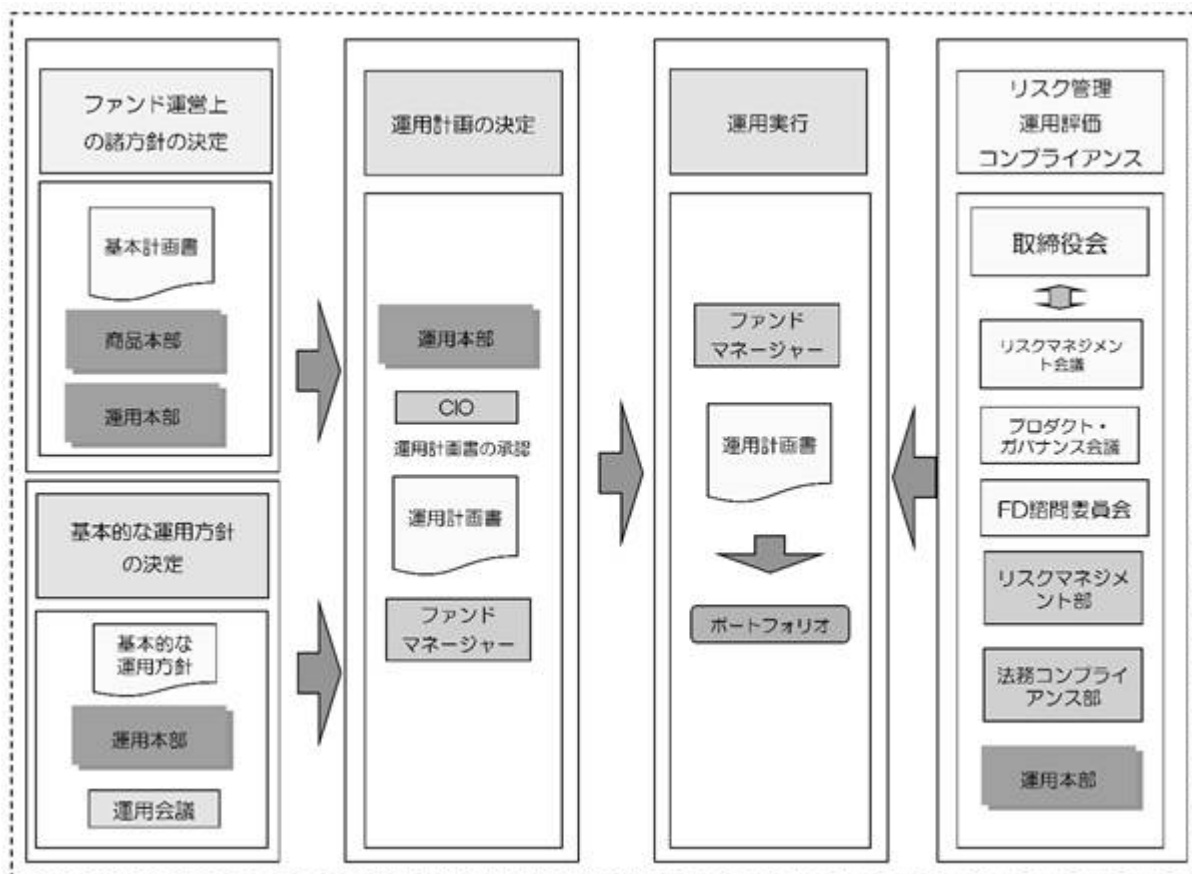 ファンド運営上
の諸方針の決定
基本計画書
商品本部
運用本部
基本的な運用方針
の決定
基本的な
運用方針
運用本部
運用会議
運用計画の決定
運用本部
CIO
運用計画書の承認
運用計画書
ファンド
マネージャー
運用実行
ファンド
マネージャー
運用計画書
ポートフォリオ
リスク管理
運用評価
コンプライアンス
取締役会
リスクマネジメン
ト会議
プロダクト・
ガバナンス会議
FD諮問委員会
リスクマネジメ
ント部
法務コンプライ
アンス部
運用本部